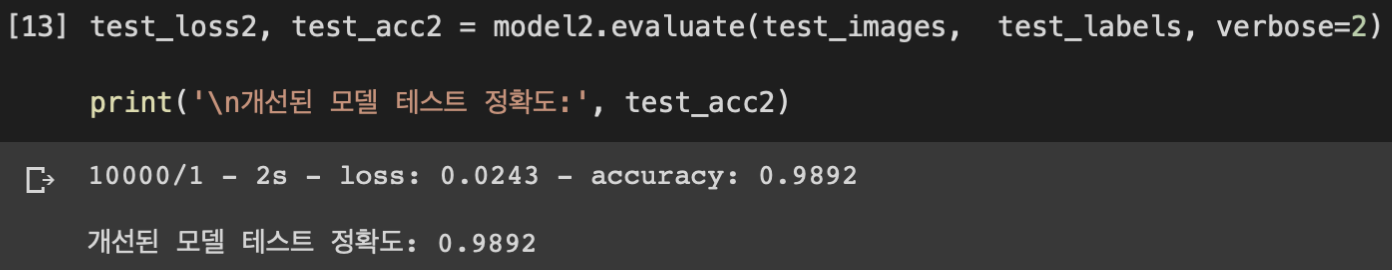 [13] test_loss2, test_acc2 = model2.evaluate(test_images,  test_labels, verbose=2)
print('\n개선된 모델 테스트 정확도:', test_acc2)
10000/1 - 2s - loss: 0.0243 - accuracy: 0.9892
개선된 모델 테스트 정확도: 0.9892